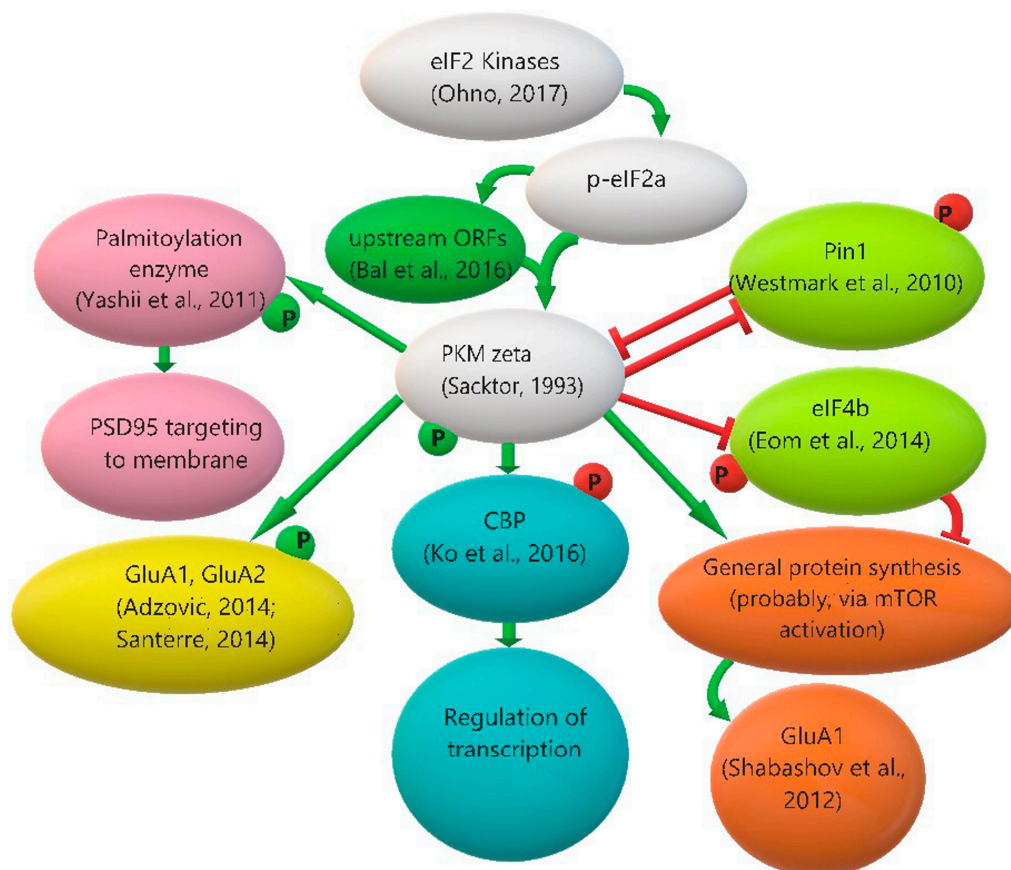 eIF2 Kinases
(Ohno, 2017)
p-eIF2a
upstream ORFs
(Bal et al., 2016)
Palmitoylation
enzyme
(Yashii et al., 2011)
P
P
Pin1
(Westmark et al., 2010)
PKM zeta
(Sacktor, 1993)
P
PSD95 targeting
to membrane
eIF4b
(Eom et al., 2014)
P
CBP
(Ko et al., 2016)
P
GluA1, GluA2
(Adzovic, 2014;
Santerre, 2014)
P
General protein synthesis
(probably, via mTOR
activation)
Regulation of
transcription
GluA1
(Shabashov et al.,
2012)